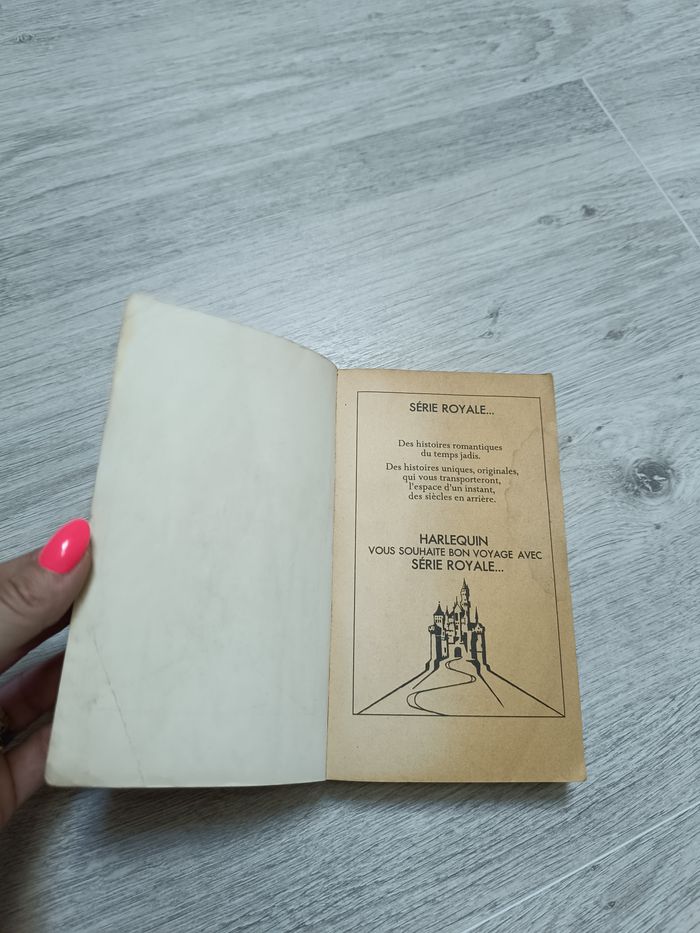 SÉRIE ROYALE...
Des histoires romantiques
du temps jadis.
Des histoires uniques, originales,
qui vous transporteront,
l'espace d'un instant,
des siècles en arrière.
HARLEQUIN
VOUS SOUHAITE BON VOYAGE AVEC
SÉRIE ROYALE...